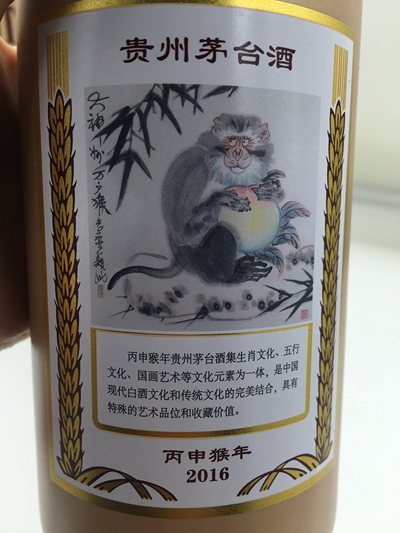 贵州茅台酒
丙申猴年贵州茅台酒集生肖文化、五行
文化、国画艺术等文化元素为一体，是中国
现代白酒文化和传统文化的完美结合，具有
特殊的艺术品位和收藏价值。
丙申猴年
2016